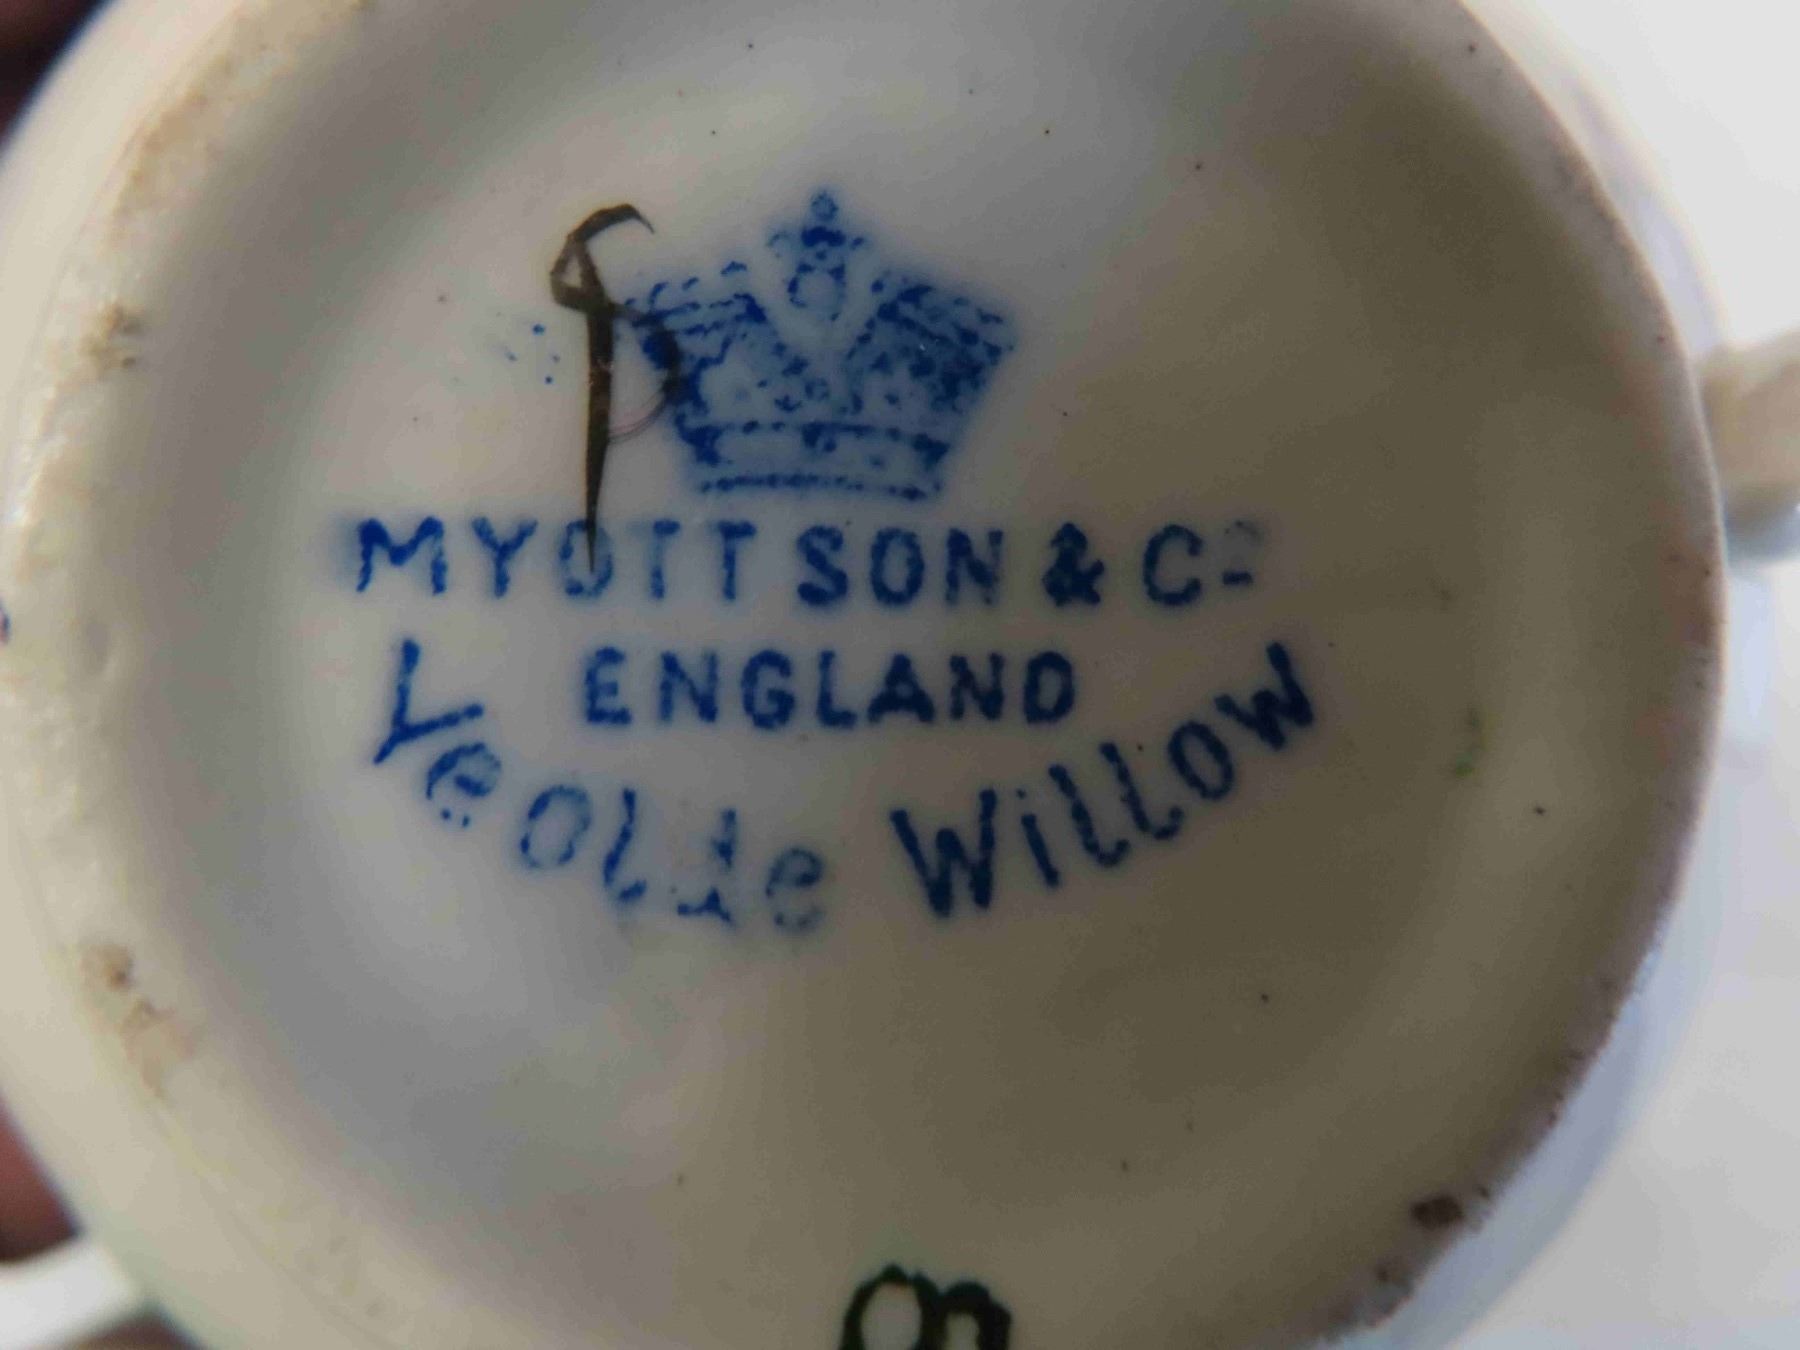 MYOTT SON & Co
ENGLAND
Ye olde Willow